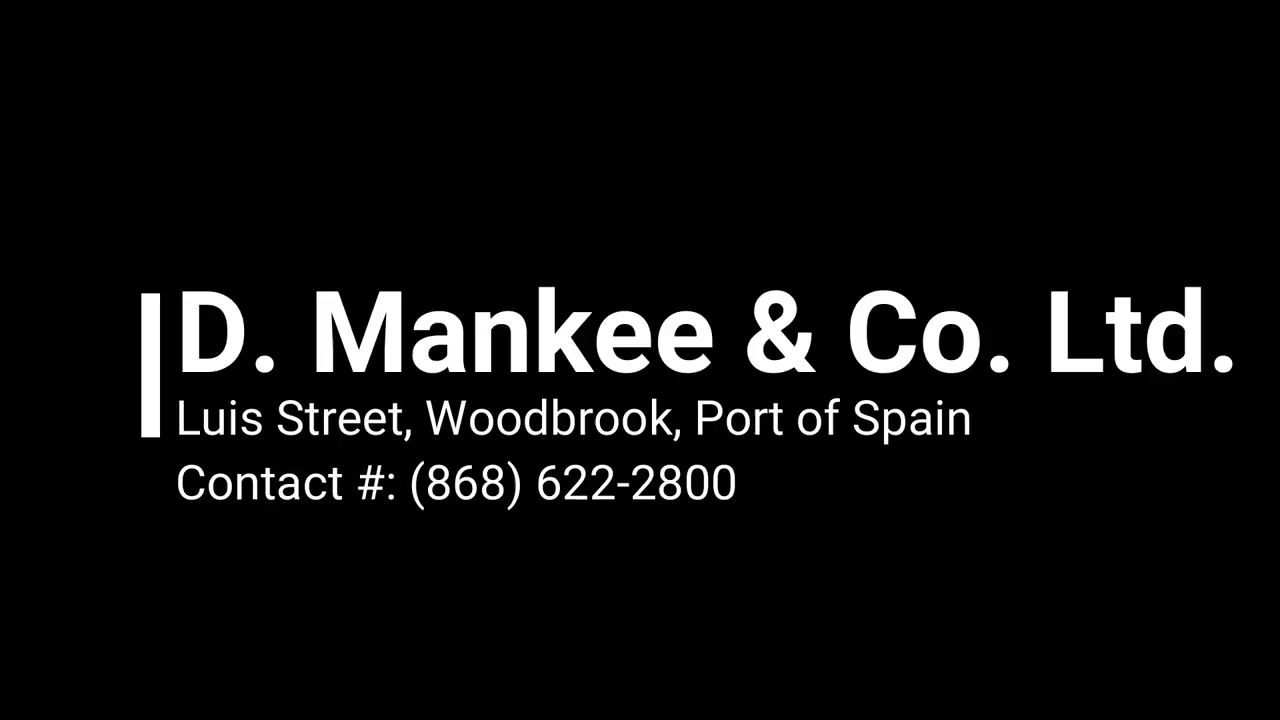 D. Mankee & Co. Ltd.
Luis Street, Woodbrook, Port of Spain
Contact #: (868) 622-2800